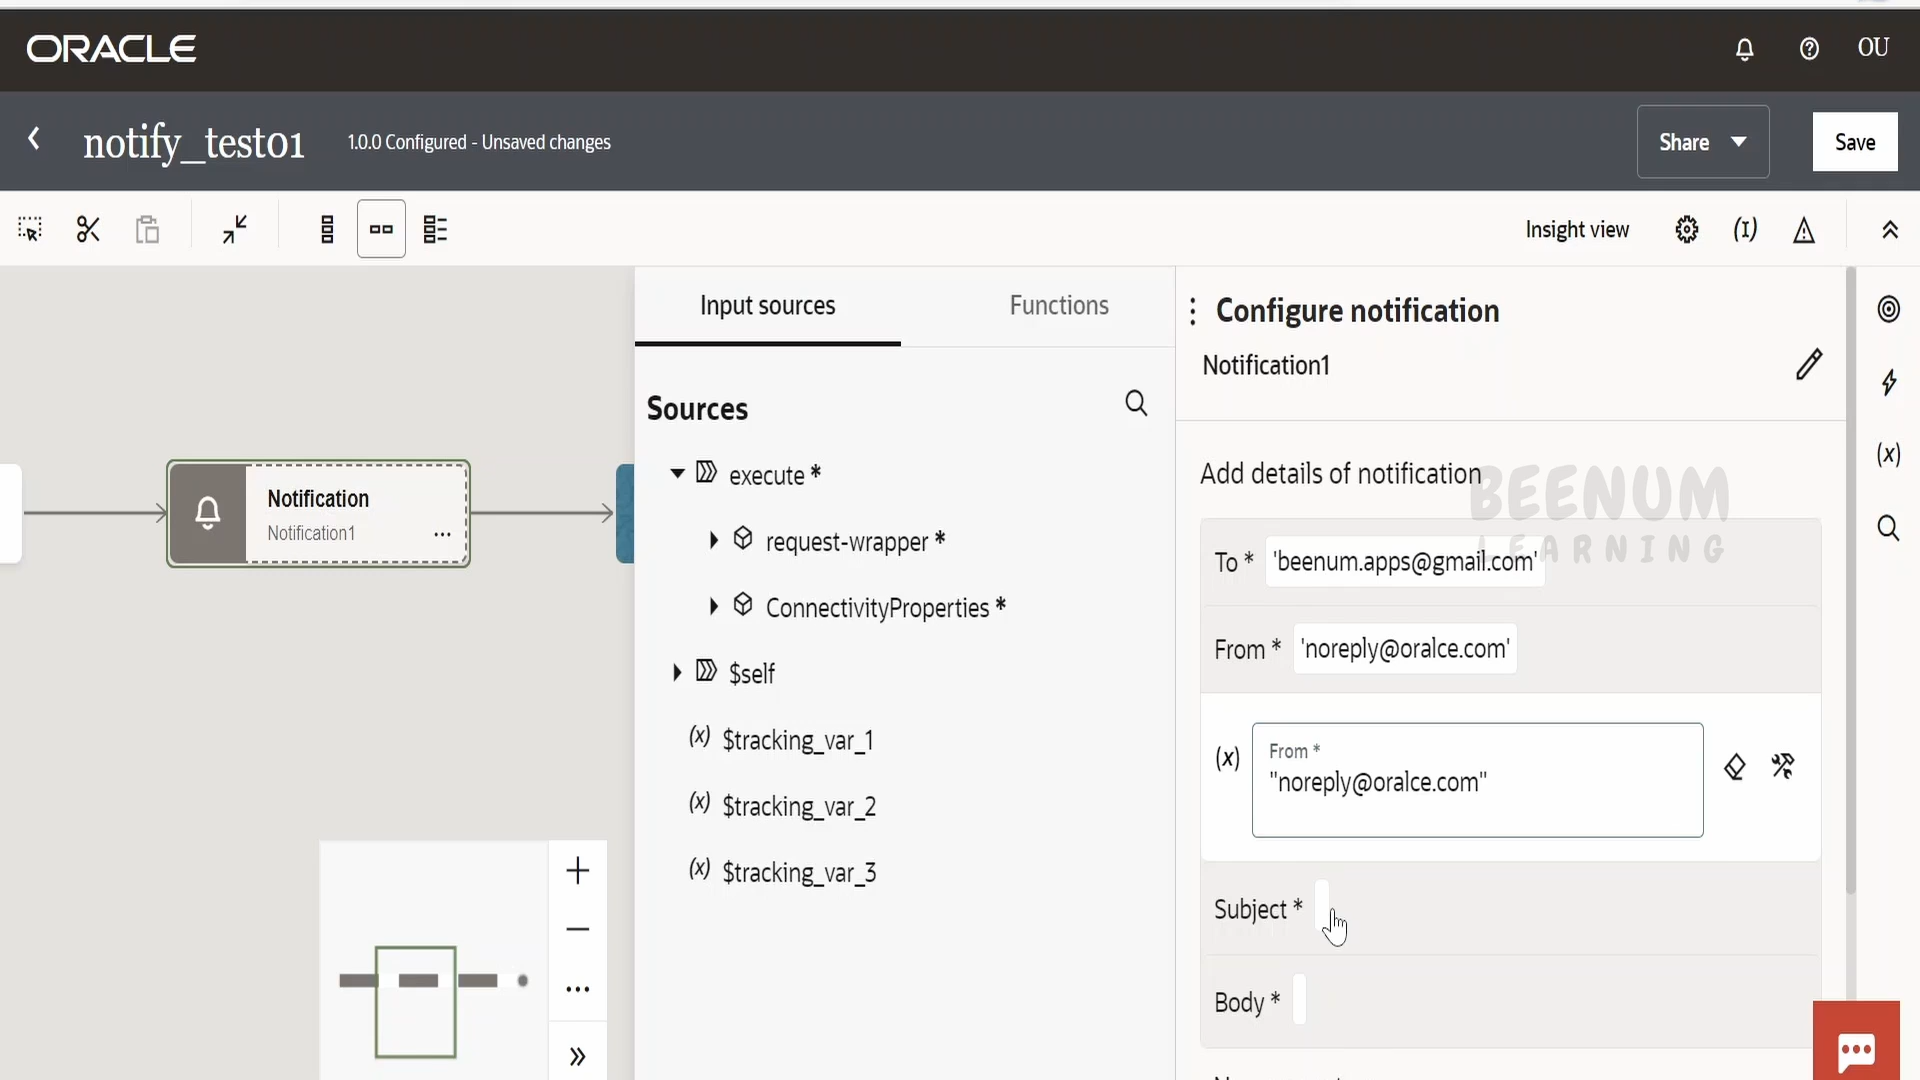 ORACLE
OU
notify_test01
1.0.0 Configured - Unsaved changes
Share
Save
Insight view
Input sources
Functions
Sources
execute *
request-wrapper *
ConnectivityProperties *
$self
(x) $tracking_var_1
(x) $tracking_var_2
(x) $tracking_var_3
Notification
Notification1
...
Configure notification
Notification1
Add details of notification
BEENUM
LEARNING
To * 'beenum.apps@gmail.com'
From * 'noreply@oralce.com'
(x)
From *
"noreply@oralce.com"
Subject *
Body *
(x)